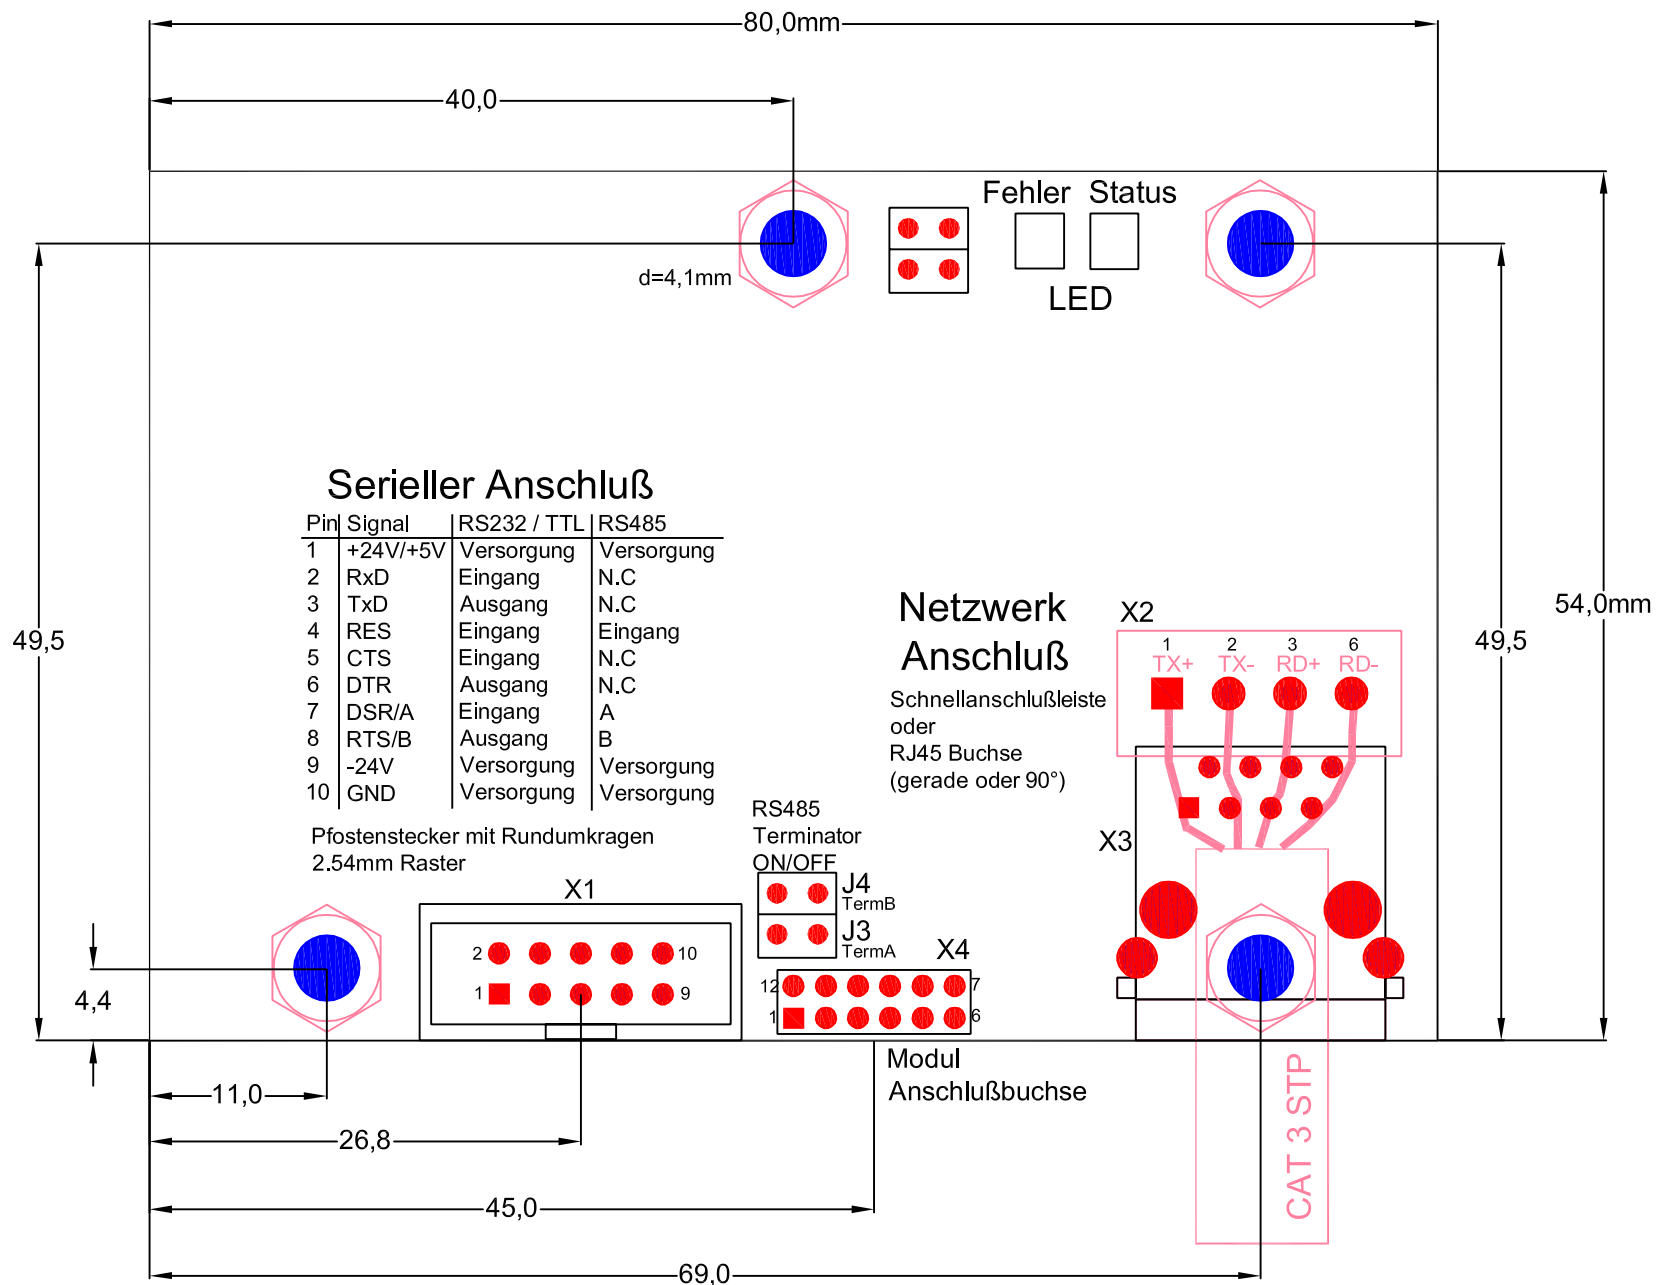 80,0mm
40,0
Fehler Status
d=4,1mm
LED
Serieller Anschluß
Pin Signal RS232 / TTL RS485
1 +24V/+5V Versorgung Versorgung
2 RxD Eingang N.C
3 TxD Ausgang N.C
4 RES Eingang Eingang
5 CTS Eingang N.C
6 DTR Ausgang N.C
7 DSR/A Eingang A
8 RTS/B Ausgang B
9 -24V Versorgung Versorgung
10 GND Versorgung Versorgung
Pfostenstecker mit Rundumkragen
2.54mm Raster
49,5
54,0mm
49,5
Netzwerk
Anschluß
Schnellanschlußleiste
oder
RJ45 Buchse
(gerade oder 90°)
X2
1 2 3 6
TX+ TX- RD+ RD-
X3
RS485
Terminator
ON/OFF
J4
TermB
J3
TermA
X1
2 10
1 9
X4
12 7
1 6
4,4
Modul
Anschlußbuchse
CAT 3 STP
11,0
26,8
45,0
69,0